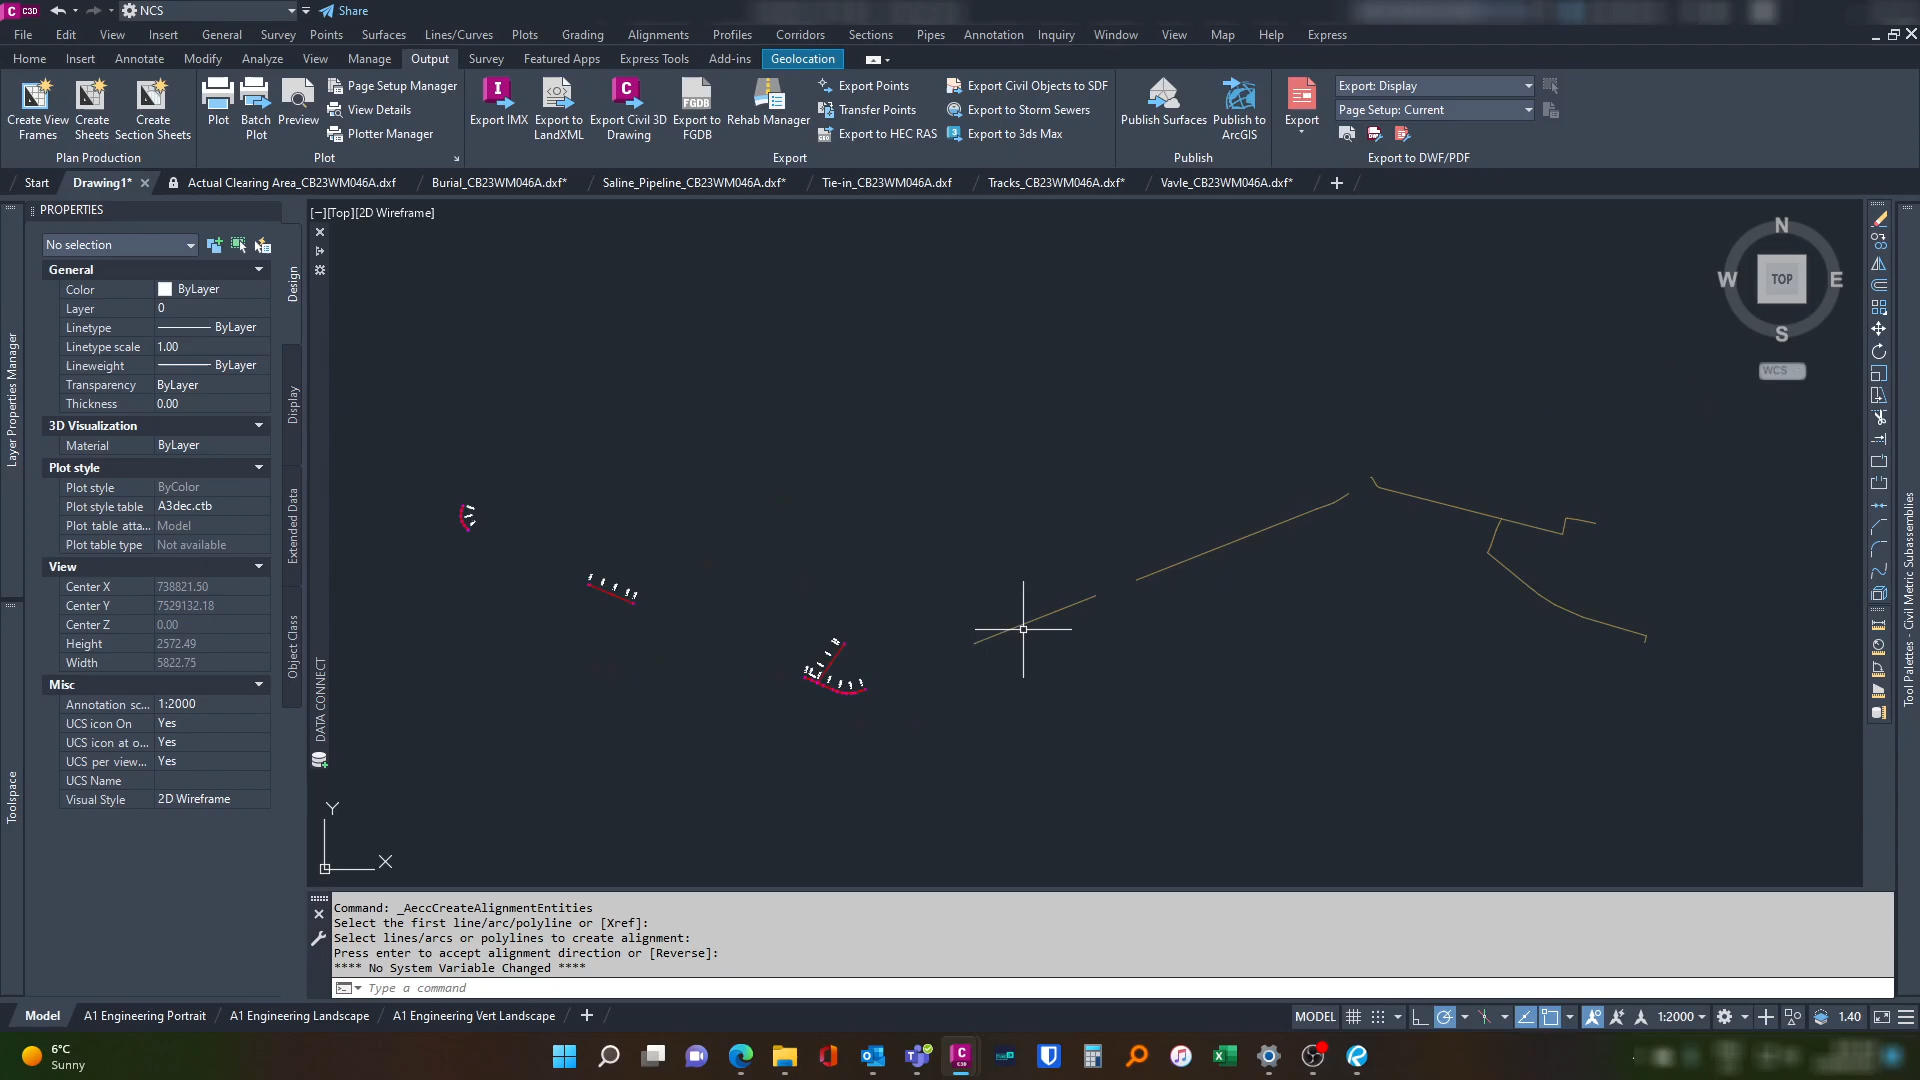 C C3D NCS Share
File Edit View Insert General Survey Points Surfaces Lines/Curves Plots Grading Alignments Profiles Corridors Sections Pipes Annotation Inquiry Window View Map Help Express
Home Insert Annotate Modify Analyze View Manage Output Survey Featured Apps Express Tools Add-ins Geolocation
Create View Frames
Create Sheets
Create Section Sheets
Plan Production
Plot
Batch Plot
Preview
Page Setup Manager
View Details
Plotter Manager
Plot
Export IMX
Export to LandXML
Export Civil 3D Drawing
Export to FGDB
Rehab Manager
Export Points
Transfer Points
Export to HEC RAS
Export Civil Objects to SDF
Export to Storm Sewers
Export to 3ds Max
Export
Publish Surfaces
Publish to ArcGIS
Publish
Export
Export: Display
Page Setup: Current
Export to DWF/PDF
Start Drawing1* Actual Clearing Area_CB23WM046A.dxf Burial_CB23WM046A.dxf* Saline_Pipeline_CB23WM046A.dxf* Tie-in_CB23WM046A.dxf Tracks_CB23WM046A.dxf* Vavle_CB23WM046A.dxf*
PROPERTIES
No selection
General
Color ByLayer
Layer 0
Linetype ByLayer
Linetype scale 1.00
Lineweight ByLayer
Transparency ByLayer
Thickness 0.00
3D Visualization
Material ByLayer
Plot style
Plot style ByColor
Plot style table A3dec.ctb
Plot table atta... Model
Plot table type Not available
View
Center X 738821.50
Center Y 7529132.18
Center Z 0.00
Height 2572.49
Width 5822.75
Misc
Annotation sc... 1:2000
UCS icon On Yes
UCS icon at o... Yes
UCS per view... Yes
UCS Name
Visual Style 2D Wireframe
Layer Properties Manager
Toolspace
Design
Display
Extended Data
Object Class
DATA CONNECT
[−][Top][2D Wireframe]
N
W TOP E
S
WCS
Y
X
Tool Palettes - Civil Metric Subassemblies
Command: _AeccCreateAlignmentEntities
Select the first line/arc/polyline or [Xref]:
Select lines/arcs or polylines to create alignment:
Press enter to accept alignment direction or [Reverse]:
**** No System Variable Changed ****
Type a command
Model A1 Engineering Portrait A1 Engineering Landscape A1 Engineering Vert Landscape
MODEL 1:2000 1.40
6°C
Sunny